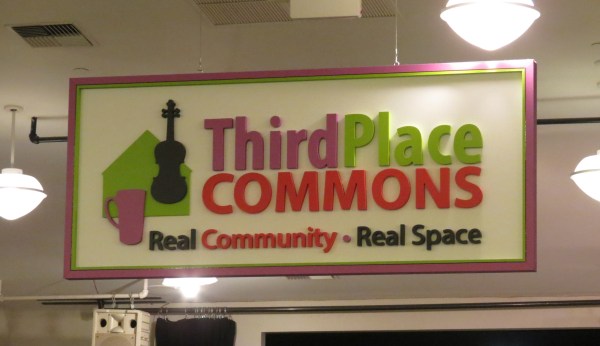 ThirdPlace
COMMONS
Real Community • Real Space